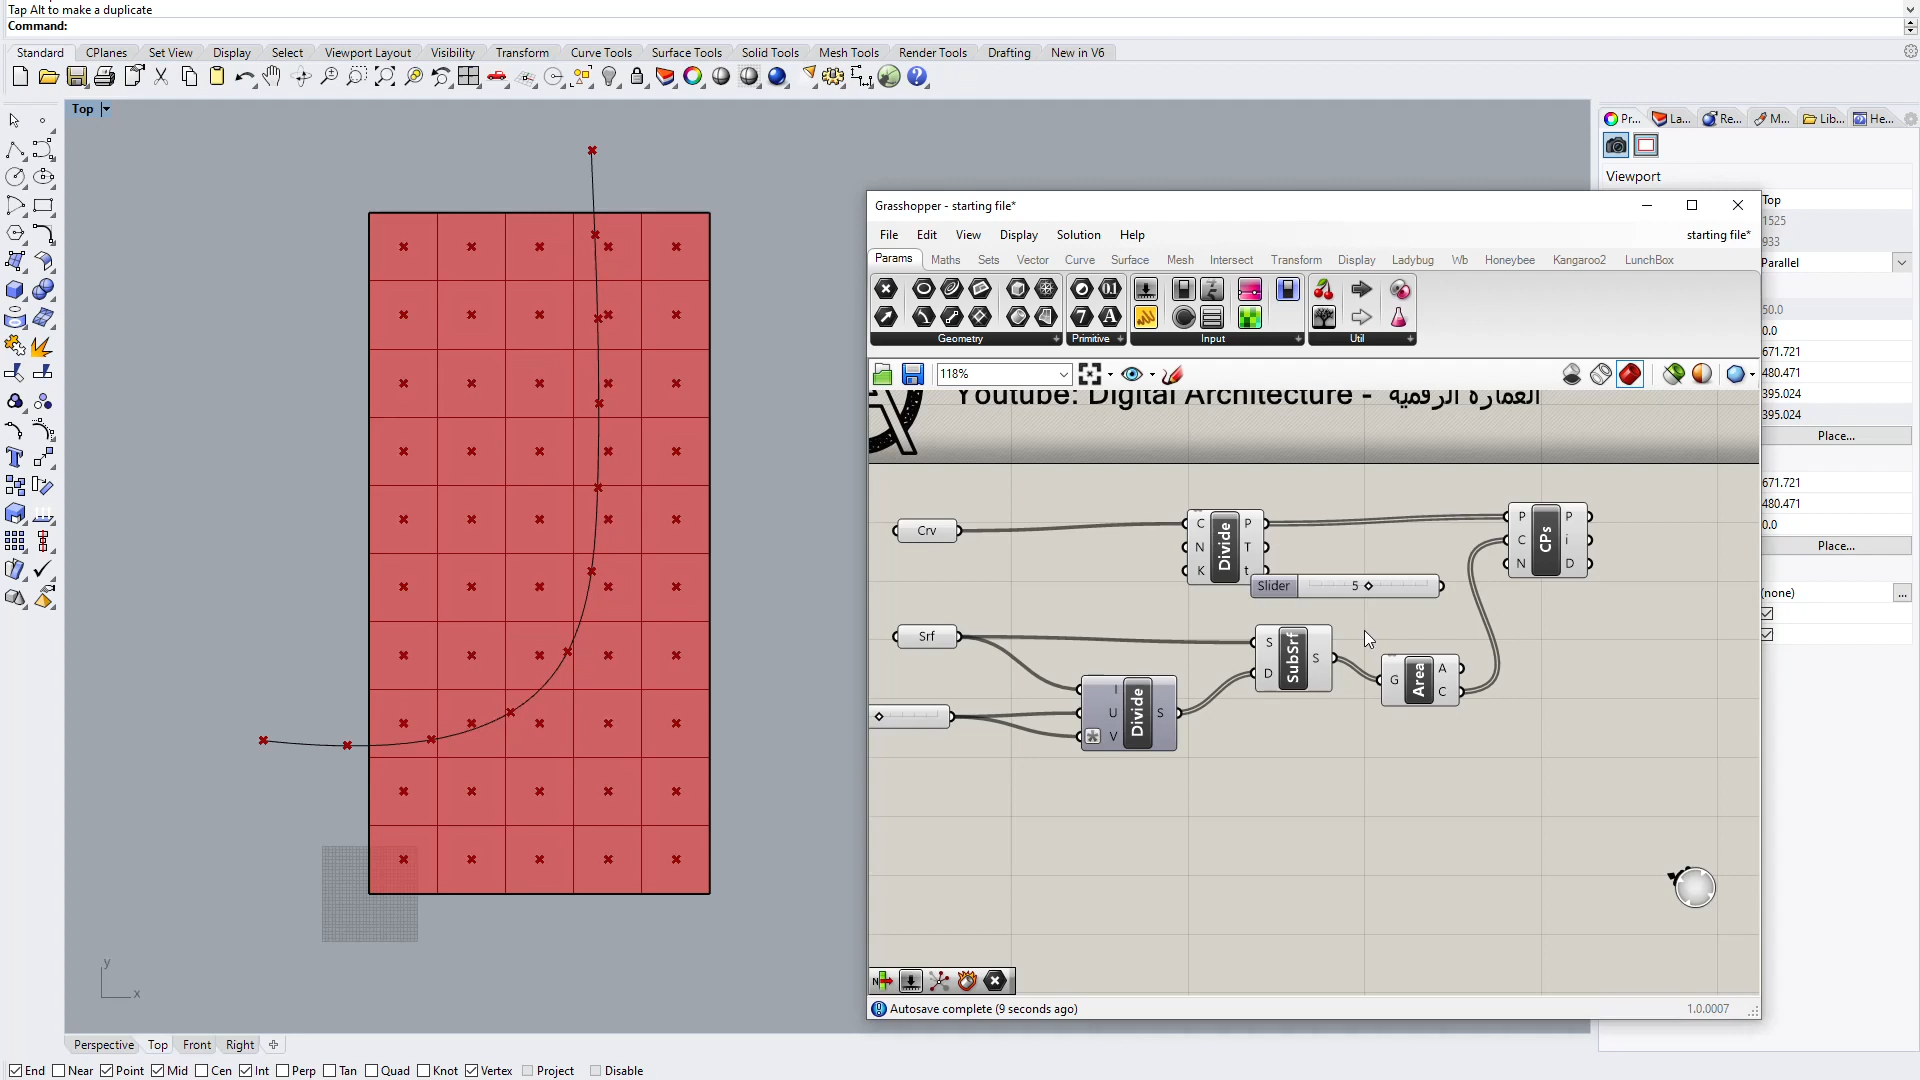 Tap Alt to make a duplicate
Command:
Standard CPlanes Set View Display Select Viewport Layout Visibility Transform Curve Tools Surface Tools Solid Tools Mesh Tools Render Tools Drafting New in V6
Top
Pr... La... Re... M... Lib... He...
Viewport
Top
1525
933
Parallel
50.0
0.0
671.721
480.471
395.024
395.024
Place...
671.721
480.471
0.0
Place...
(none) ...
Grasshopper - starting file*
File Edit View Display Solution Help starting file*
Params Maths Sets Vector Curve Surface Mesh Intersect Transform Display Ladybug Wb Honeybee Kangaroo2 LunchBox
Geometry Primitive Input Util
118%
Youtube: Digital Architecture - العمارة الرقمية
Crv
C N K Divide P T t
P C N CPs P i D
Slider 5
Srf
S D SubSrf S
G Area A C
I U V Divide S
Autosave complete (9 seconds ago) 1.0.0007
y
x
Perspective Top Front Right
End Near Point Mid Cen Int Perp Tan Quad Knot Vertex Project Disable